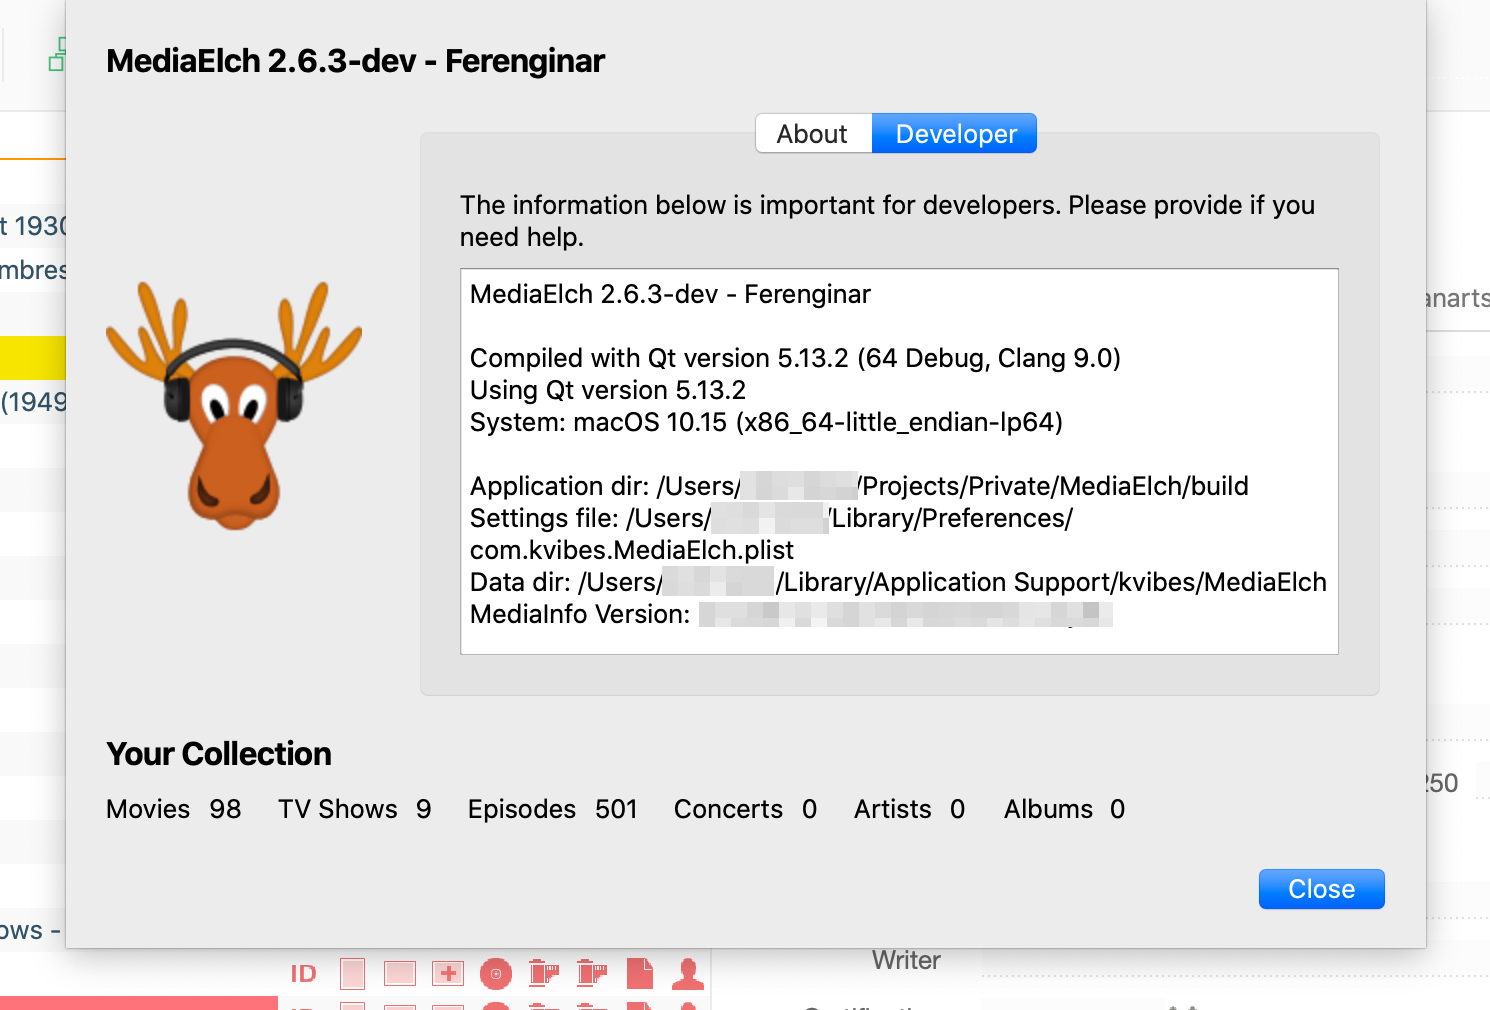 MediaElch 2.6.3-dev - Ferenginar
About Developer
The information below is important for developers. Please provide if you
need help.
MediaElch 2.6.3-dev - Ferenginar
Compiled with Qt version 5.13.2 (64 Debug, Clang 9.0)
Using Qt version 5.13.2
System: macOS 10.15 (x86_64-little_endian-lp64)
Application dir: /Users/ /Projects/Private/MediaElch/build
Settings file: /Users/ /Library/Preferences/
com.kvibes.MediaElch.plist
Data dir: /Users/ /Library/Application Support/kvibes/MediaElch
MediaInfo Version:
Your Collection
Movies 98 TV Shows 9 Episodes 501 Concerts 0 Artists 0 Albums 0
Close
t 1930
mbres
(1949
anarts
250
ows -
ID
Writer